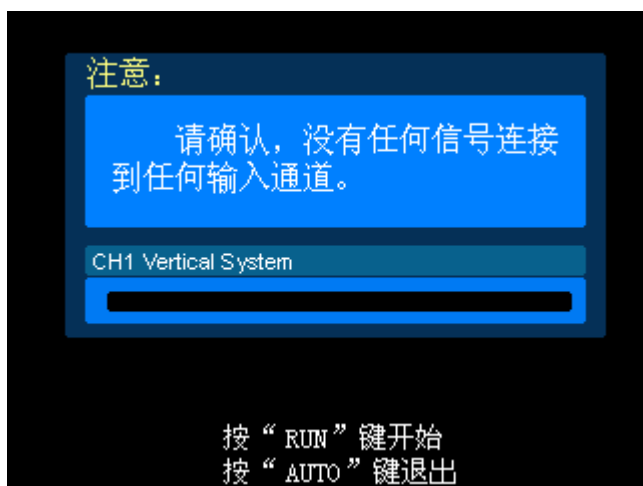 注意：
请确认，没有任何信号连接
到任何输入通道。
CH1 Vertical System
按“RUN”键开始
按“AUTO”键退出